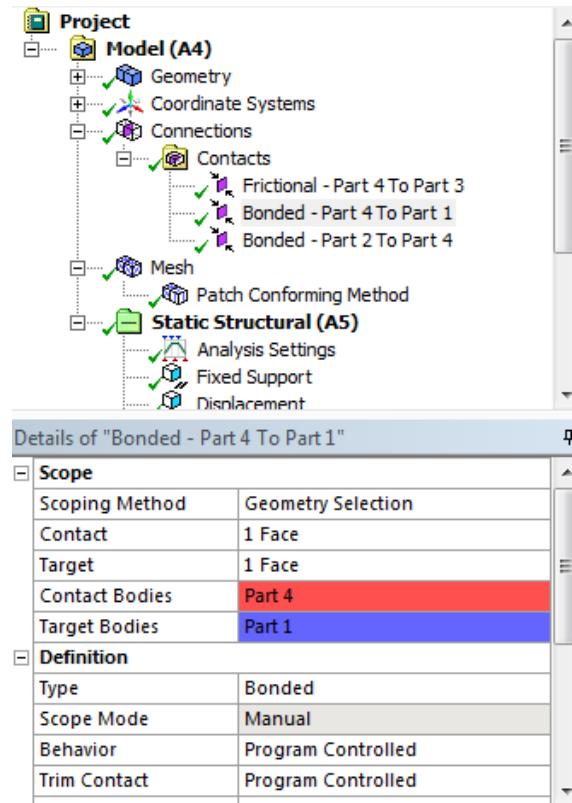 Project
Model (A4)
Geometry
Coordinate Systems
Connections
Contacts
Frictional - Part 4 To Part 3
Bonded - Part 4 To Part 1
Bonded - Part 2 To Part 4
Mesh
Patch Conforming Method
Static Structural (A5)
Analysis Settings
Fixed Support
Displacement
Details of "Bonded - Part 4 To Part 1"
Scope
Scoping Method Geometry Selection
Contact 1 Face
Target 1 Face
Contact Bodies Part 4
Target Bodies Part 1
Definition
Type Bonded
Scope Mode Manual
Behavior Program Controlled
Trim Contact Program Controlled